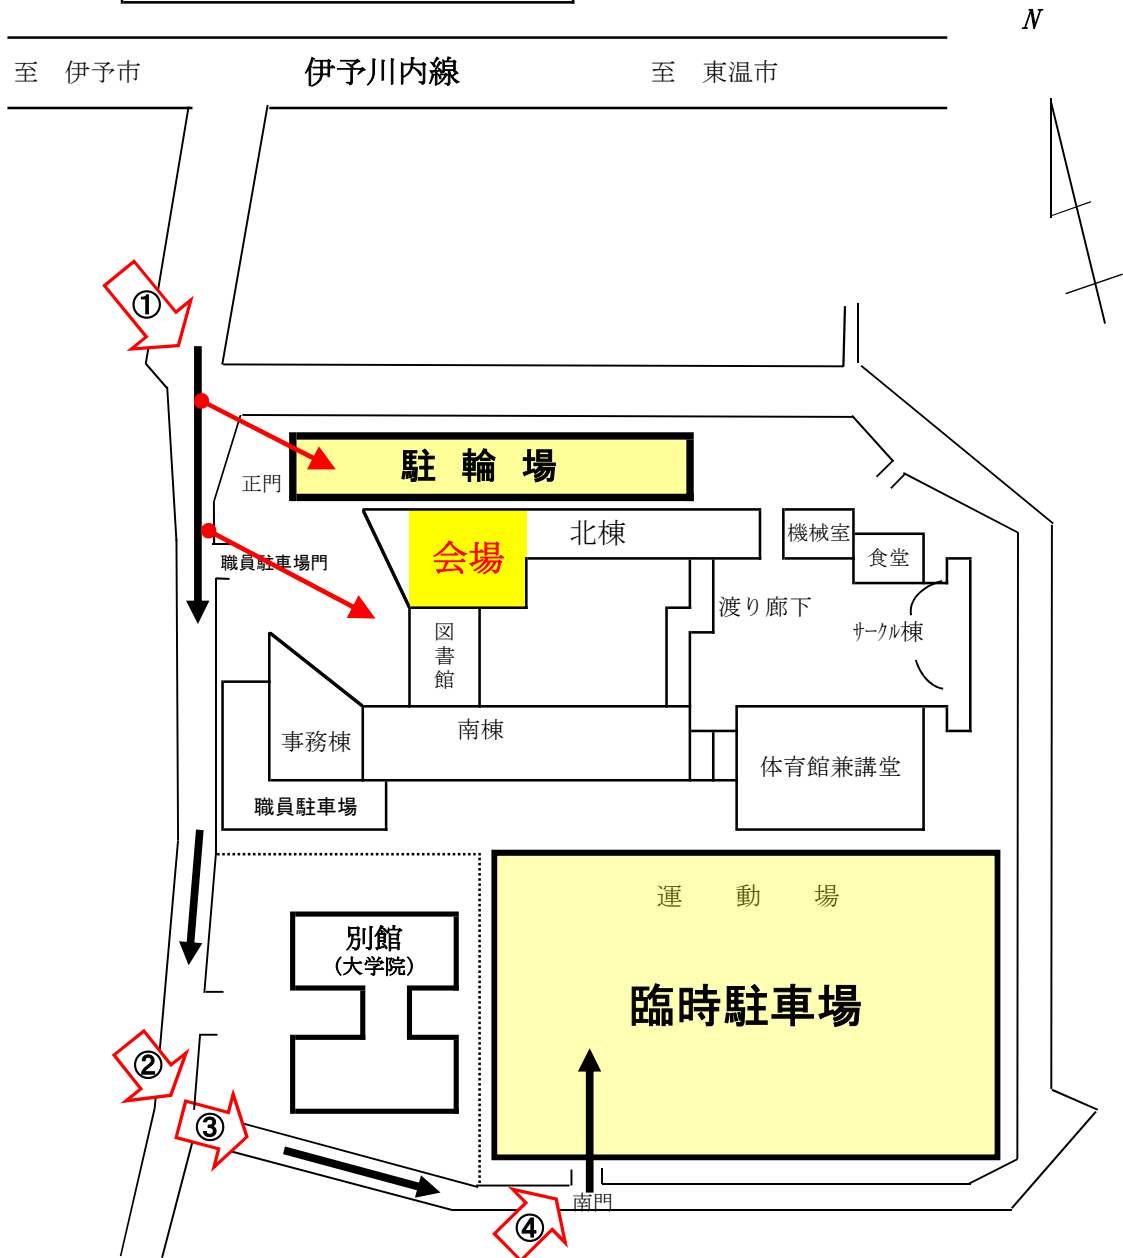 N
至　伊予市
伊予川内線
至　東温市
①
駐輪場
正門
会場
北棟
機械室
食堂
職員駐車場門
渡り廊下
サークル棟
図書館
事務棟
南棟
体育館兼講堂
職員駐車場
運動場
別館
(大学院)
臨時駐車場
②
③
南門
④